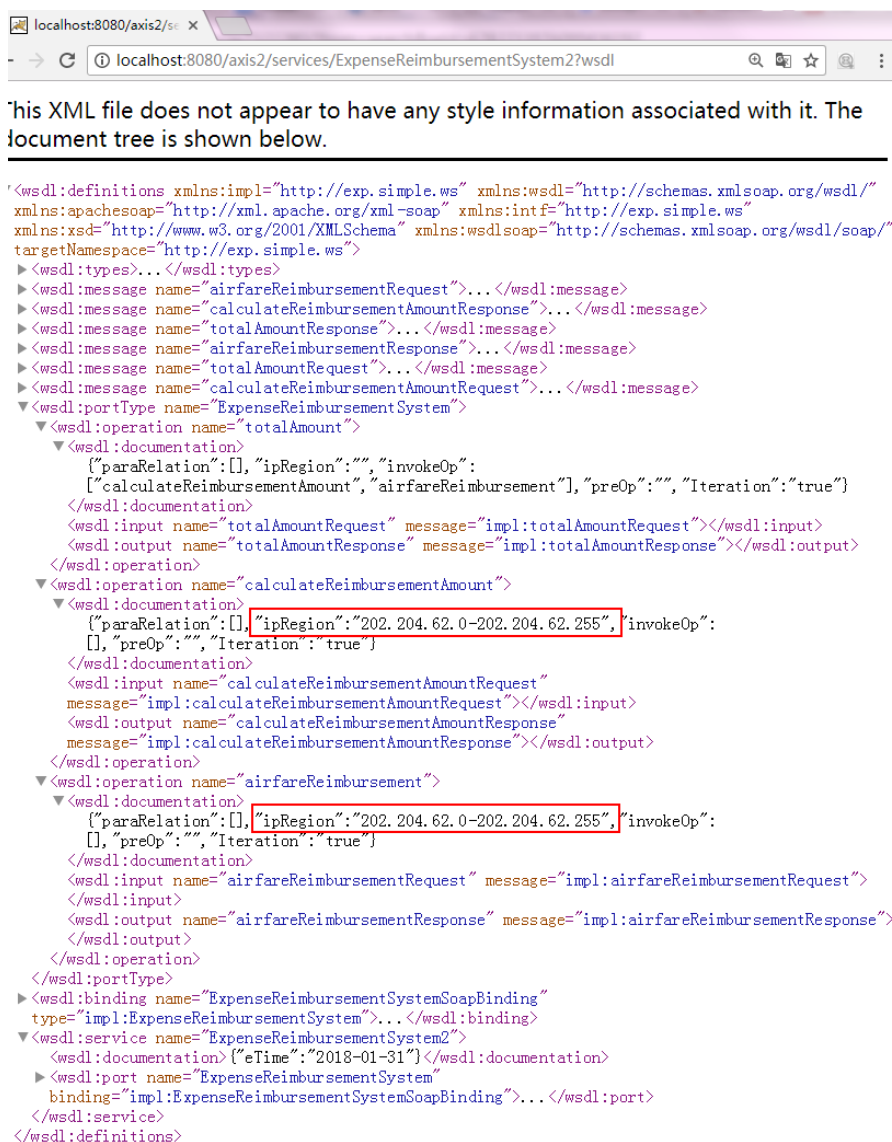 localhost:8080/axis2/se ×
localhost:8080/axis2/services/ExpenseReimbursementSystem2?wsdl
This XML file does not appear to have any style information associated with it. The
document tree is shown below.
▼<wsdl:definitions xmlns:impl="http://exp.simple.ws" xmlns:wsdl="http://schemas.xmlsoap.org/wsdl/"
xmlns:apachesoap="http://xml.apache.org/xml-soap" xmlns:intf="http://exp.simple.ws"
xmlns:xsd="http://www.w3.org/2001/XMLSchema" xmlns:wsdlsoap="http://schemas.xmlsoap.org/wsdl/soap/"
targetNamespace="http://exp.simple.ws">
▶<wsdl:types>...</wsdl:types>
▶<wsdl:message name="airfareReimbursementRequest">...</wsdl:message>
▶<wsdl:message name="calculateReimbursementAmountResponse">...</wsdl:message>
▶<wsdl:message name="totalAmountResponse">...</wsdl:message>
▶<wsdl:message name="airfareReimbursementResponse">...</wsdl:message>
▶<wsdl:message name="totalAmountRequest">...</wsdl:message>
▶<wsdl:message name="calculateReimbursementAmountRequest">...</wsdl:message>
▼<wsdl:portType name="ExpenseReimbursementSystem">
▼<wsdl:operation name="totalAmount">
▼<wsdl:documentation>
{"paraRelation":[],"ipRegion":"","invokeOp":
["calculateReimbursementAmount","airfareReimbursement"],"preOp":"","Iteration":"true"}
</wsdl:documentation>
<wsdl:input name="totalAmountRequest" message="impl:totalAmountRequest"></wsdl:input>
<wsdl:output name="totalAmountResponse" message="impl:totalAmountResponse"></wsdl:output>
</wsdl:operation>
▼<wsdl:operation name="calculateReimbursementAmount">
▼<wsdl:documentation>
{"paraRelation":[],"ipRegion":"202.204.62.0-202.204.62.255","invokeOp":
[],"preOp":"","Iteration":"true"}
</wsdl:documentation>
<wsdl:input name="calculateReimbursementAmountRequest"
message="impl:calculateReimbursementAmountRequest"></wsdl:input>
<wsdl:output name="calculateReimbursementAmountResponse"
message="impl:calculateReimbursementAmountResponse"></wsdl:output>
</wsdl:operation>
▼<wsdl:operation name="airfareReimbursement">
▼<wsdl:documentation>
{"paraRelation":[],"ipRegion":"202.204.62.0-202.204.62.255","invokeOp":
[],"preOp":"","Iteration":"true"}
</wsdl:documentation>
<wsdl:input name="airfareReimbursementRequest" message="impl:airfareReimbursementRequest">
</wsdl:input>
<wsdl:output name="airfareReimbursementResponse" message="impl:airfareReimbursementResponse">
</wsdl:output>
</wsdl:operation>
</wsdl:portType>
▶<wsdl:binding name="ExpenseReimbursementSystemSoapBinding"
type="impl:ExpenseReimbursementSystem">...</wsdl:binding>
▼<wsdl:service name="ExpenseReimbursementSystem2">
<wsdl:documentation>{"eTime":"2018-01-31"}</wsdl:documentation>
▶<wsdl:port name="ExpenseReimbursementSystem"
binding="impl:ExpenseReimbursementSystemSoapBinding">...</wsdl:port>
</wsdl:service>
</wsdl:definitions>